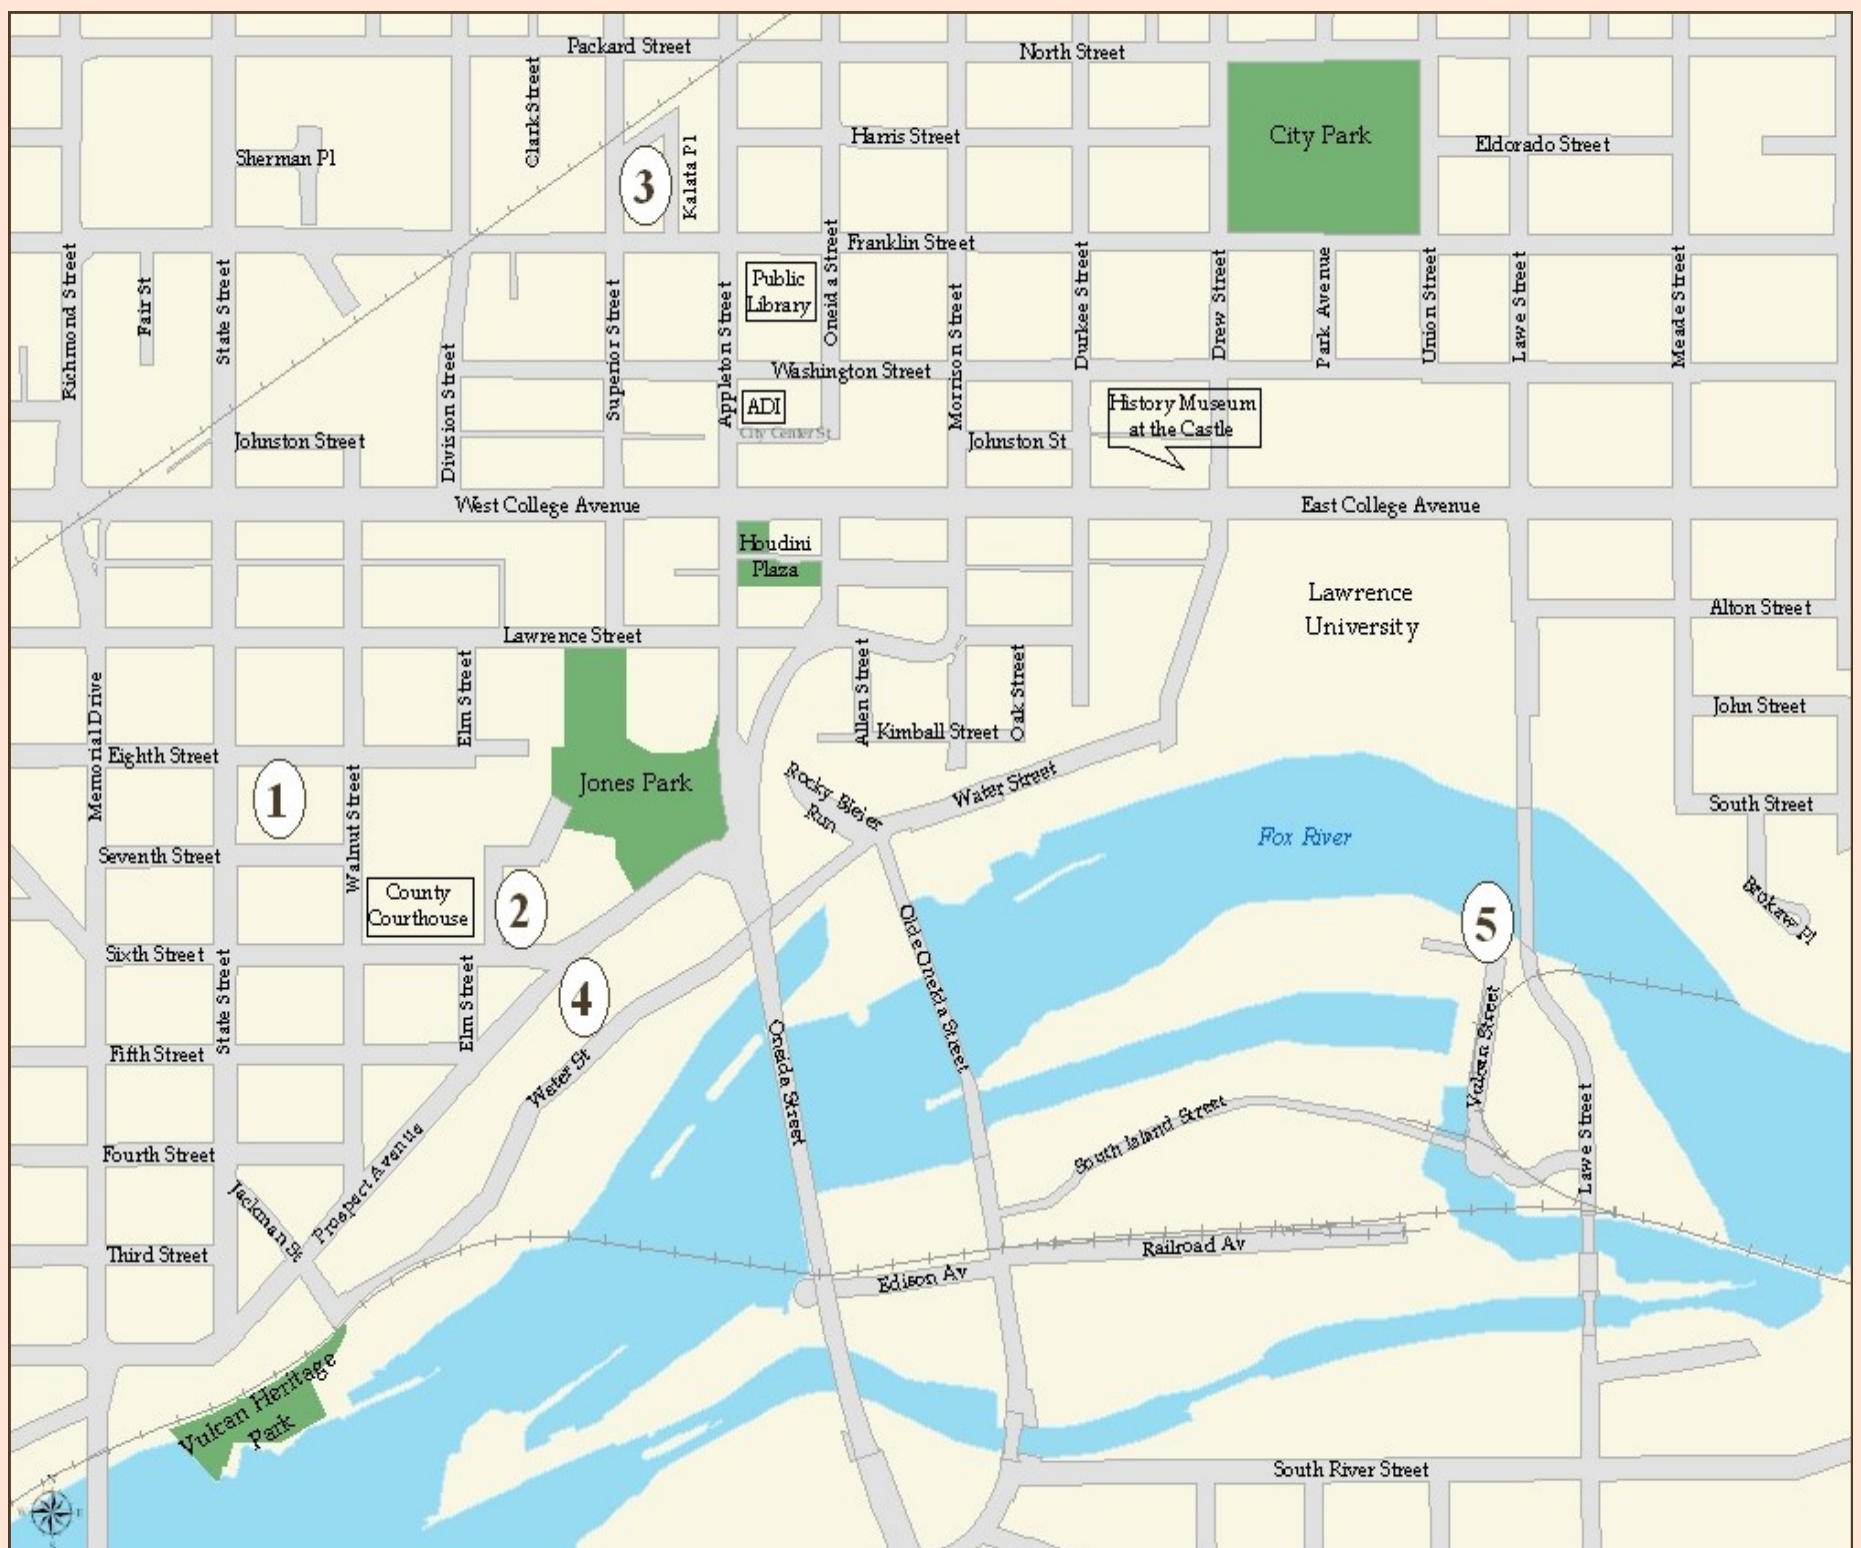 Packard Street
North Street
Clark Street
Harris Street
City Park
Eldorado Street
Sherman Pl
3
Kalata Pl
Franklin Street
Richmond Street
Fair St
State Street
Division Street
Superior Street
Appleton Street
Public
Library
Oneida Street
Morrison Street
Durkee Street
Drew Street
Park Avenue
Union Street
Lawe Street
Meade Street
Washington Street
ADI
City Center St
History Museum
at the Castle
Johnston Street
Johnston St
West College Avenue
East College Avenue
Houdini
Plaza
Lawrence
University
Alton Street
Lawrence Street
Memorial Drive
Elm Street
Allen Street
Oak Street
Kimball Street
John Street
Eighth Street
Jones Park
1
Walnut Street
Rocky Bleier
Run
Water Street
South Street
Fox River
Seventh Street
County
Courthouse
2
5
Brokaw Pl
Sixth Street
State Street
Elm Street
4
Olde Oneida Street
Oneida Street
Vulcan Street
Fifth Street
Water St
Lawe Street
South Island Street
Fourth Street
Prospect Avenue
Jackman St
Third Street
Railroad Av
Edison Av
Vulcan Heritage
Park
South River Street